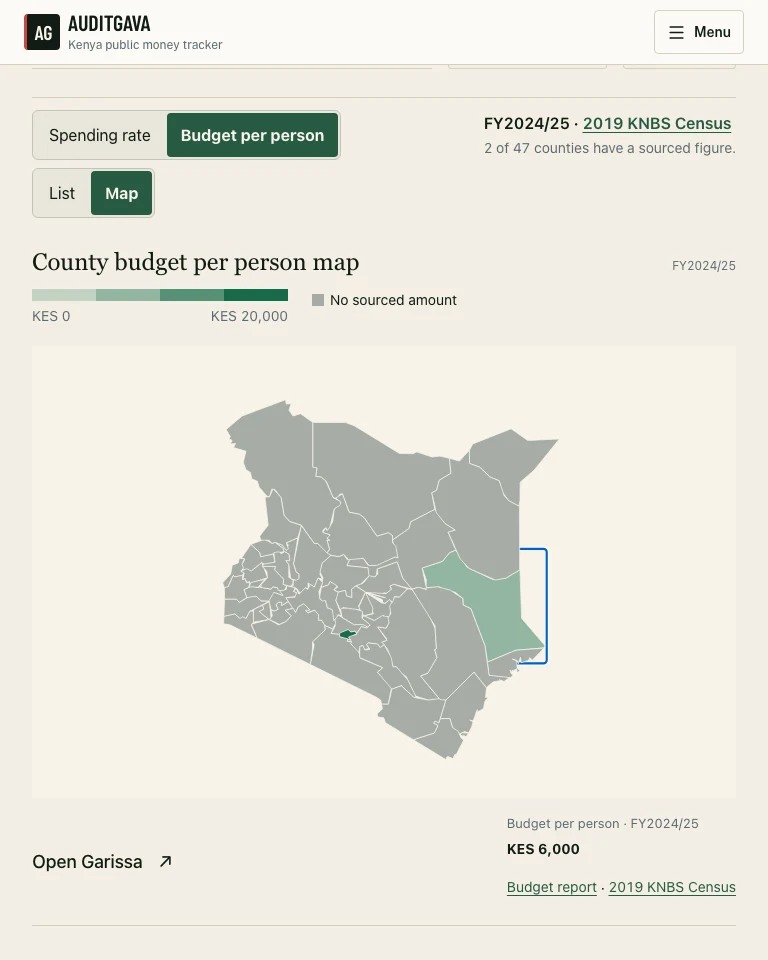 AG
AUDITGAVA
Kenya public money tracker
Menu
Spending rate
Budget per person
FY2024/25 · 2019 KNBS Census
2 of 47 counties have a sourced figure.
List
Map
County budget per person map
FY2024/25
No sourced amount
KES 0
KES 20,000
Budget per person · FY2024/25
KES 6,000
Open Garissa
Budget report · 2019 KNBS Census